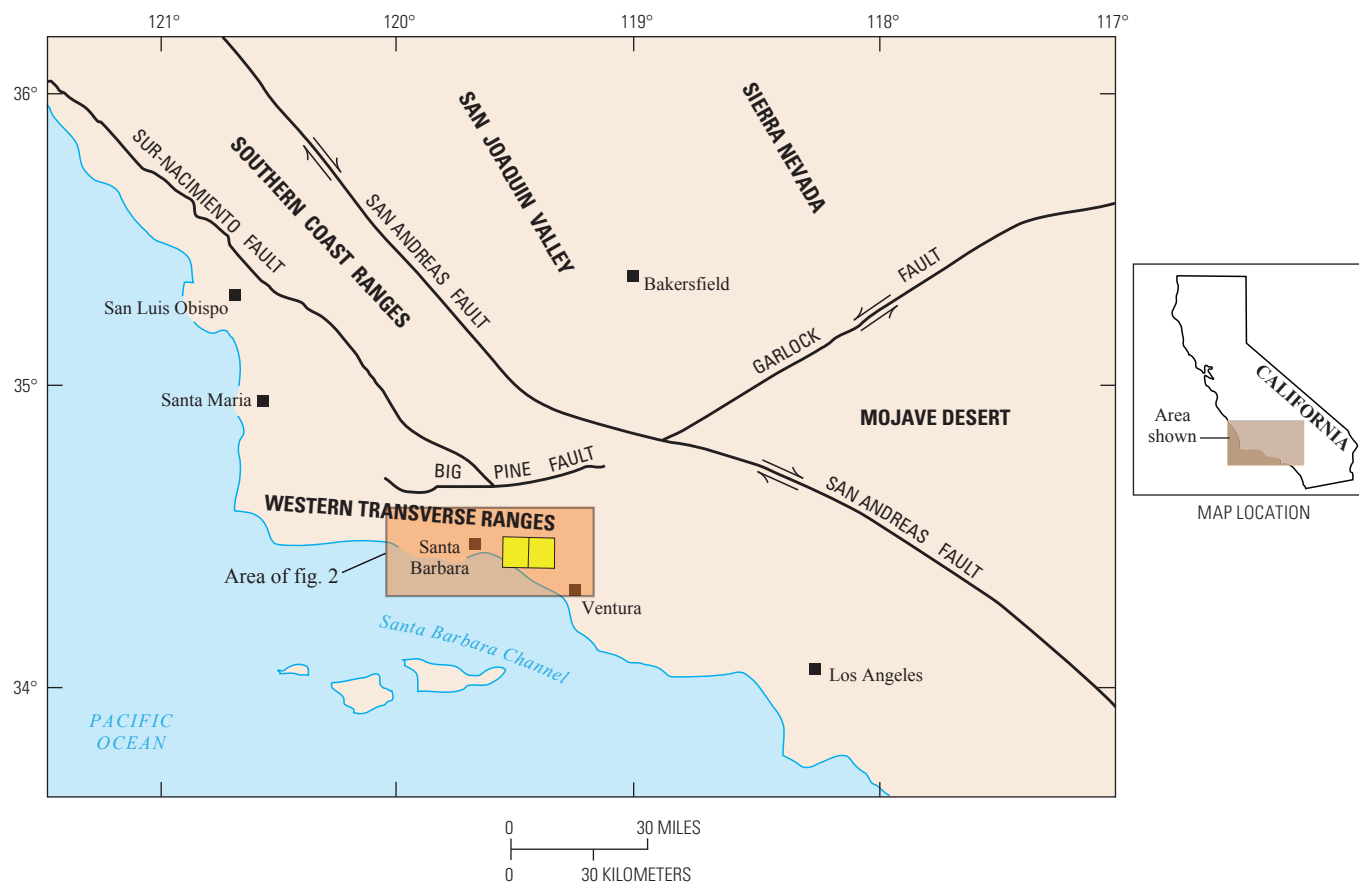 121°
120°
119°
118°
117°
36°
35°
34°
SUR-NACIMIENTO FAULT
SOUTHERN COAST RANGES
SAN ANDREAS FAULT
SAN JOAQUIN VALLEY
SIERRA NEVADA
San Luis Obispo
Bakersfield
GARLOCK FAULT
Santa Maria
MOJAVE DESERT
BIG PINE FAULT
SAN ANDREAS FAULT
WESTERN TRANSVERSE RANGES
Santa
Barbara
Area of fig. 2
Ventura
Santa Barbara Channel
Los Angeles
PACIFIC
OCEAN
CALIFORNIA
Area
shown
MAP LOCATION
0 30 MILES
0 30 KILOMETERS